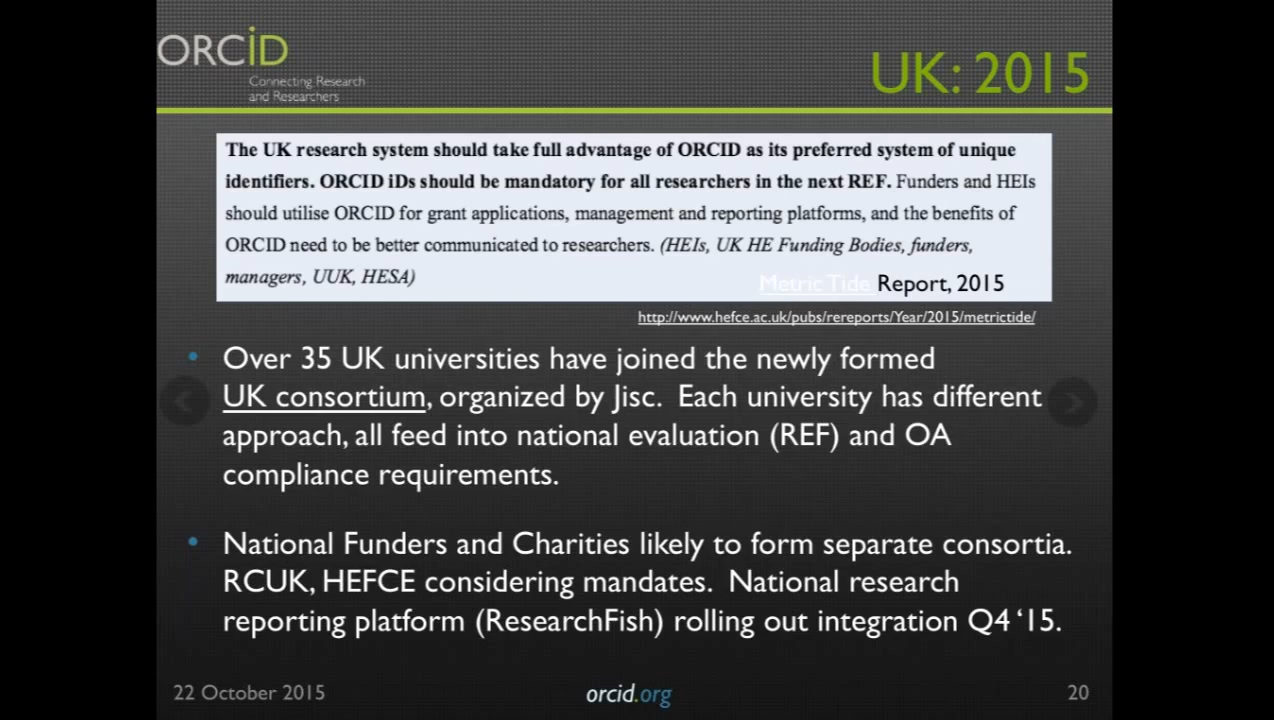 ORCiD
Connecting Research
and Researchers
UK: 2015
The UK research system should take full advantage of ORCID as its preferred system of unique
identifiers. ORCID iDs should be mandatory for all researchers in the next REF. Funders and HEIs
should utilise ORCID for grant applications, management and reporting platforms, and the benefits of
ORCID need to be better communicated to researchers. (HEIs, UK HE Funding Bodies, funders,
managers, UUK, HESA)
Metric Tide Report, 2015
http://www.hefce.ac.uk/pubs/rereports/Year/2015/metrictide/
• Over 35 UK universities have joined the newly formed
UK consortium, organized by Jisc. Each university has different
approach, all feed into national evaluation (REF) and OA
compliance requirements.
• National Funders and Charities likely to form separate consortia.
RCUK, HEFCE considering mandates. National research
reporting platform (ResearchFish) rolling out integration Q4 ‘15.
22 October 2015
orcid.org
20